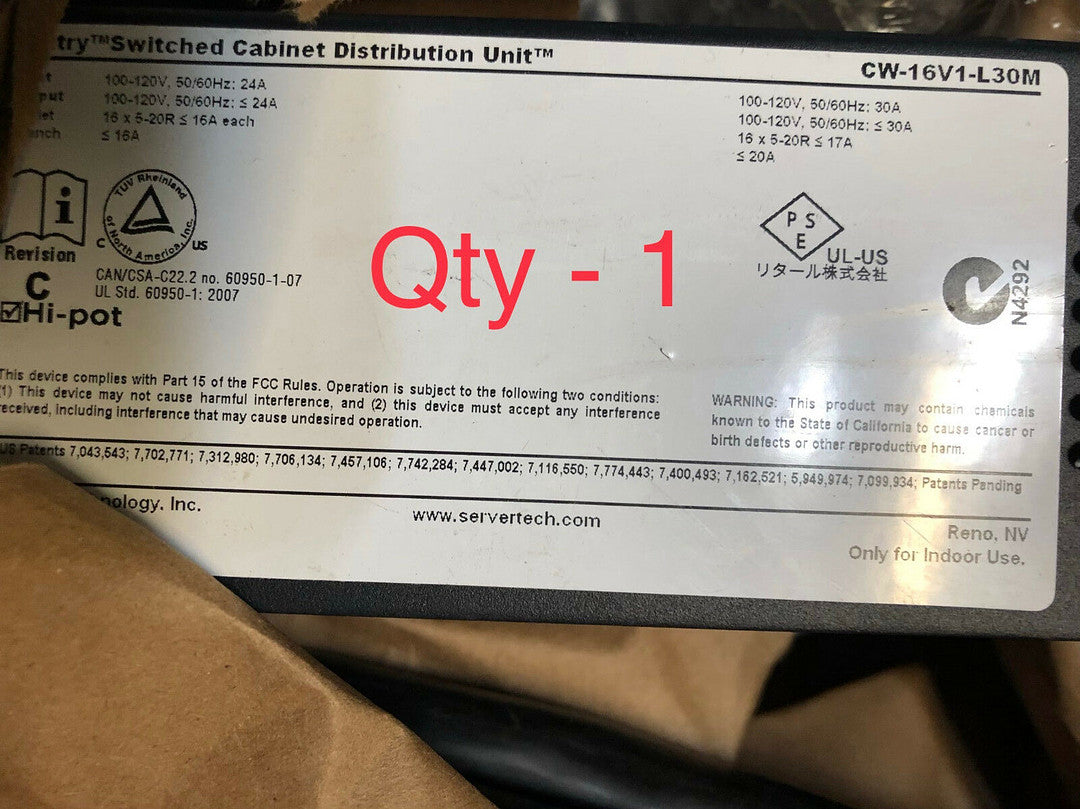 try™Switched Cabinet Distribution Unit™
CW-16V1-L30M
t 100-120V, 50/60Hz: 24A
put 100-120V, 50/60Hz: ≤ 24A
let 16 x 5-20R ≤ 16A each
anch ≤ 16A
100-120V, 50/60Hz: 30A
100-120V, 50/60Hz: ≤ 30A
16 x 5-20R ≤ 17A
≤ 20A
i
Revision
C
☑Hi-pot
TUV Rheinland
of North America, Inc.
C US
CAN/CSA-C22.2 no. 60950-1-07
UL Std. 60950-1: 2007
Qty - 1
P S
E
UL-US
リタール株式会社
N4292
This device complies with Part 15 of the FCC Rules. Operation is subject to the following two conditions:
(1) This device may not cause harmful interference, and (2) this device must accept any interference
received, including interference that may cause undesired operation.
WARNING: This product may contain chemicals
known to the State of California to cause cancer or
birth defects or other reproductive harm.
US Patents 7,043,543; 7,702,771; 7,312,980; 7,706,134; 7,457,106; 7,742,284; 7,447,002; 7,116,550; 7,774,443; 7,400,493; 7,162,521; 5,949,974; 7,099,934; Patents Pending
nology, Inc.
www.servertech.com
Reno, NV
Only for Indoor Use.